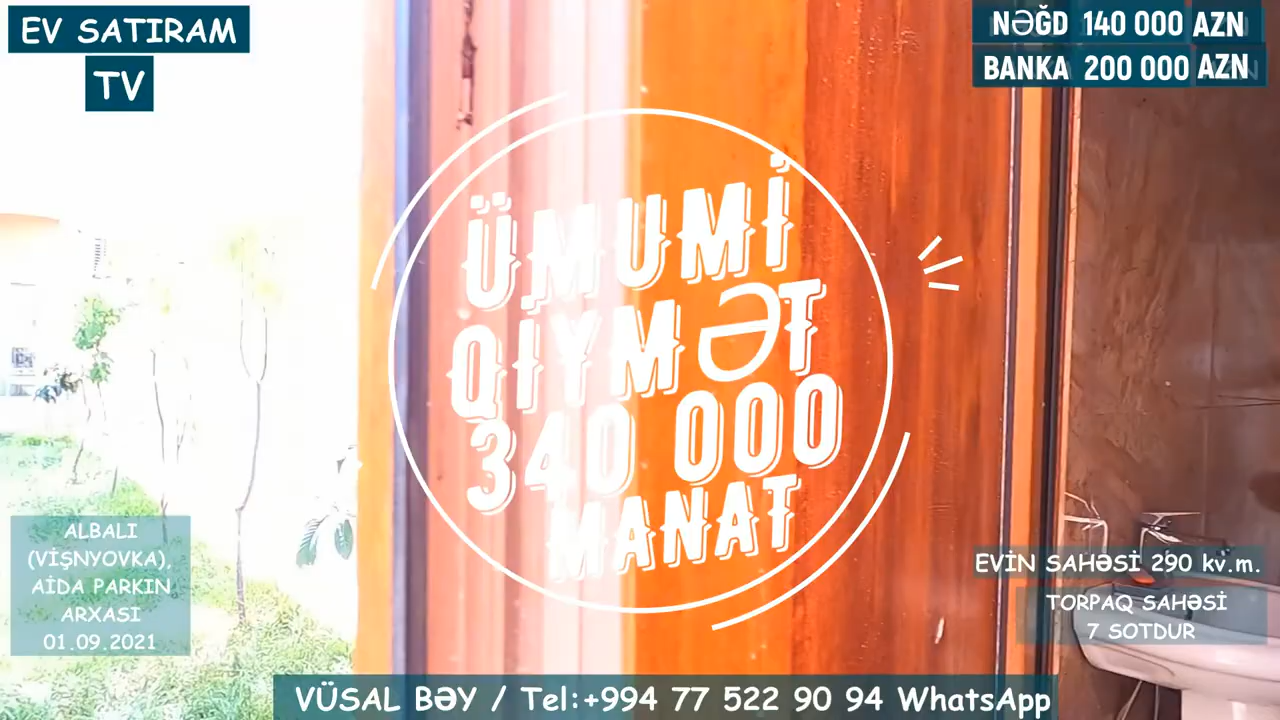 EV SATIRAM
TV
NƏĞD 140 000 AZN
BANKA 200 000 AZN
ÜMUMİ
QİYMƏT
340 000
MANAT
ALBALI
(VİŞNYOVKA),
AİDA PARKIN
ARXASI
01.09.2021
EVİN SAHƏSİ 290 kv.m.
TORPAQ SAHƏSİ
7 SOTDUR
VÜSAL BƏY / Tel:+994 77 522 90 94 WhatsApp